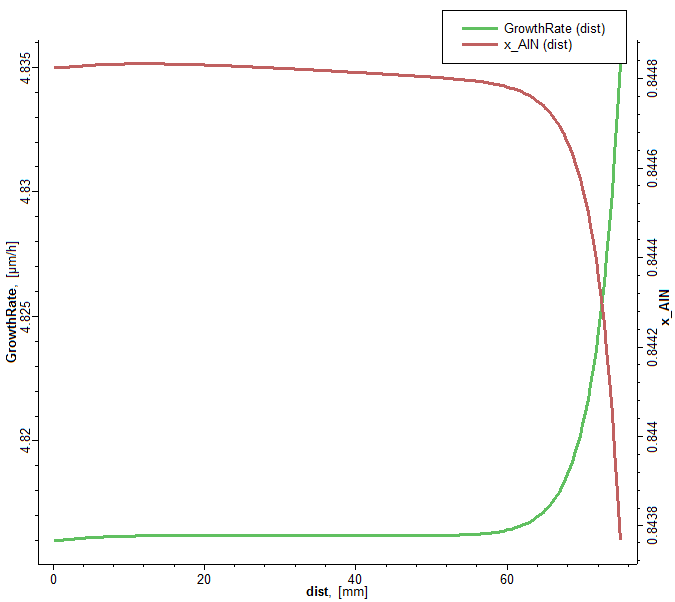 GrowthRate (dist)
x_AlN (dist)
4.835
4.83
4.825
4.82
GrowthRate, [µm/h]
0.8448
0.8446
0.8444
0.8442
0.844
0.8438
x_AlN
0 20 40 60
dist, [mm]